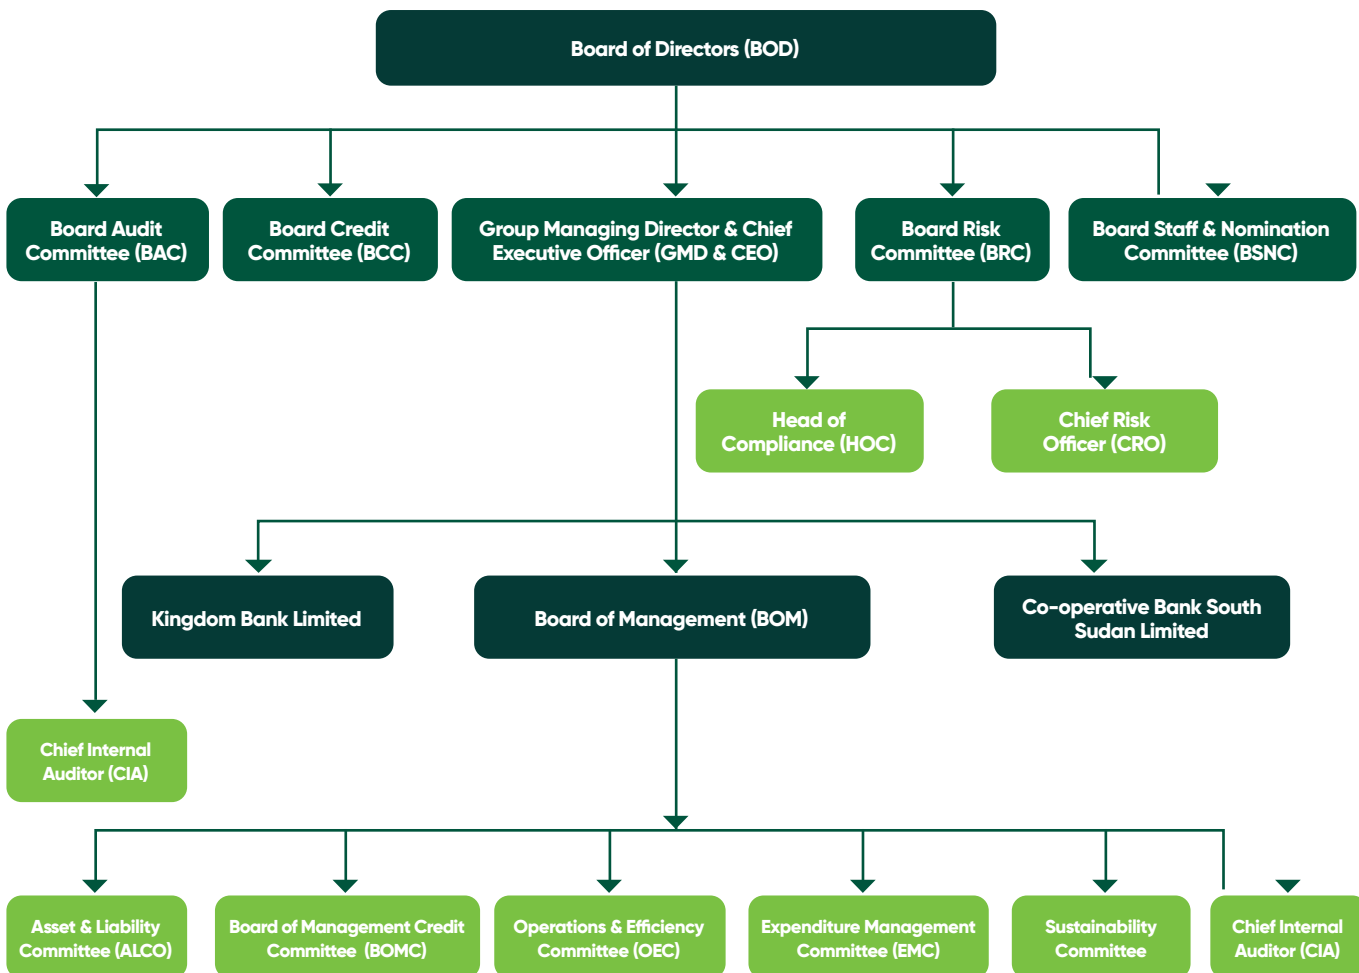 Board of Directors (BOD)
Board Audit
Committee (BAC)
Board Credit
Committee (BCC)
Group Managing Director & Chief
Executive Officer (GMD & CEO)
Board Risk
Committee (BRC)
Board Staff & Nomination
Committee (BSNC)
Head of
Compliance (HOC)
Chief Risk
Officer (CRO)
Kingdom Bank Limited
Board of Management (BOM)
Co-operative Bank South
Sudan Limited
Chief Internal
Auditor (CIA)
Asset & Liability
Committee (ALCO)
Board of Management Credit
Committee (BOMC)
Operations & Efficiency
Committee (OEC)
Expenditure Management
Committee (EMC)
Sustainability
Committee
Chief Internal
Auditor (CIA)